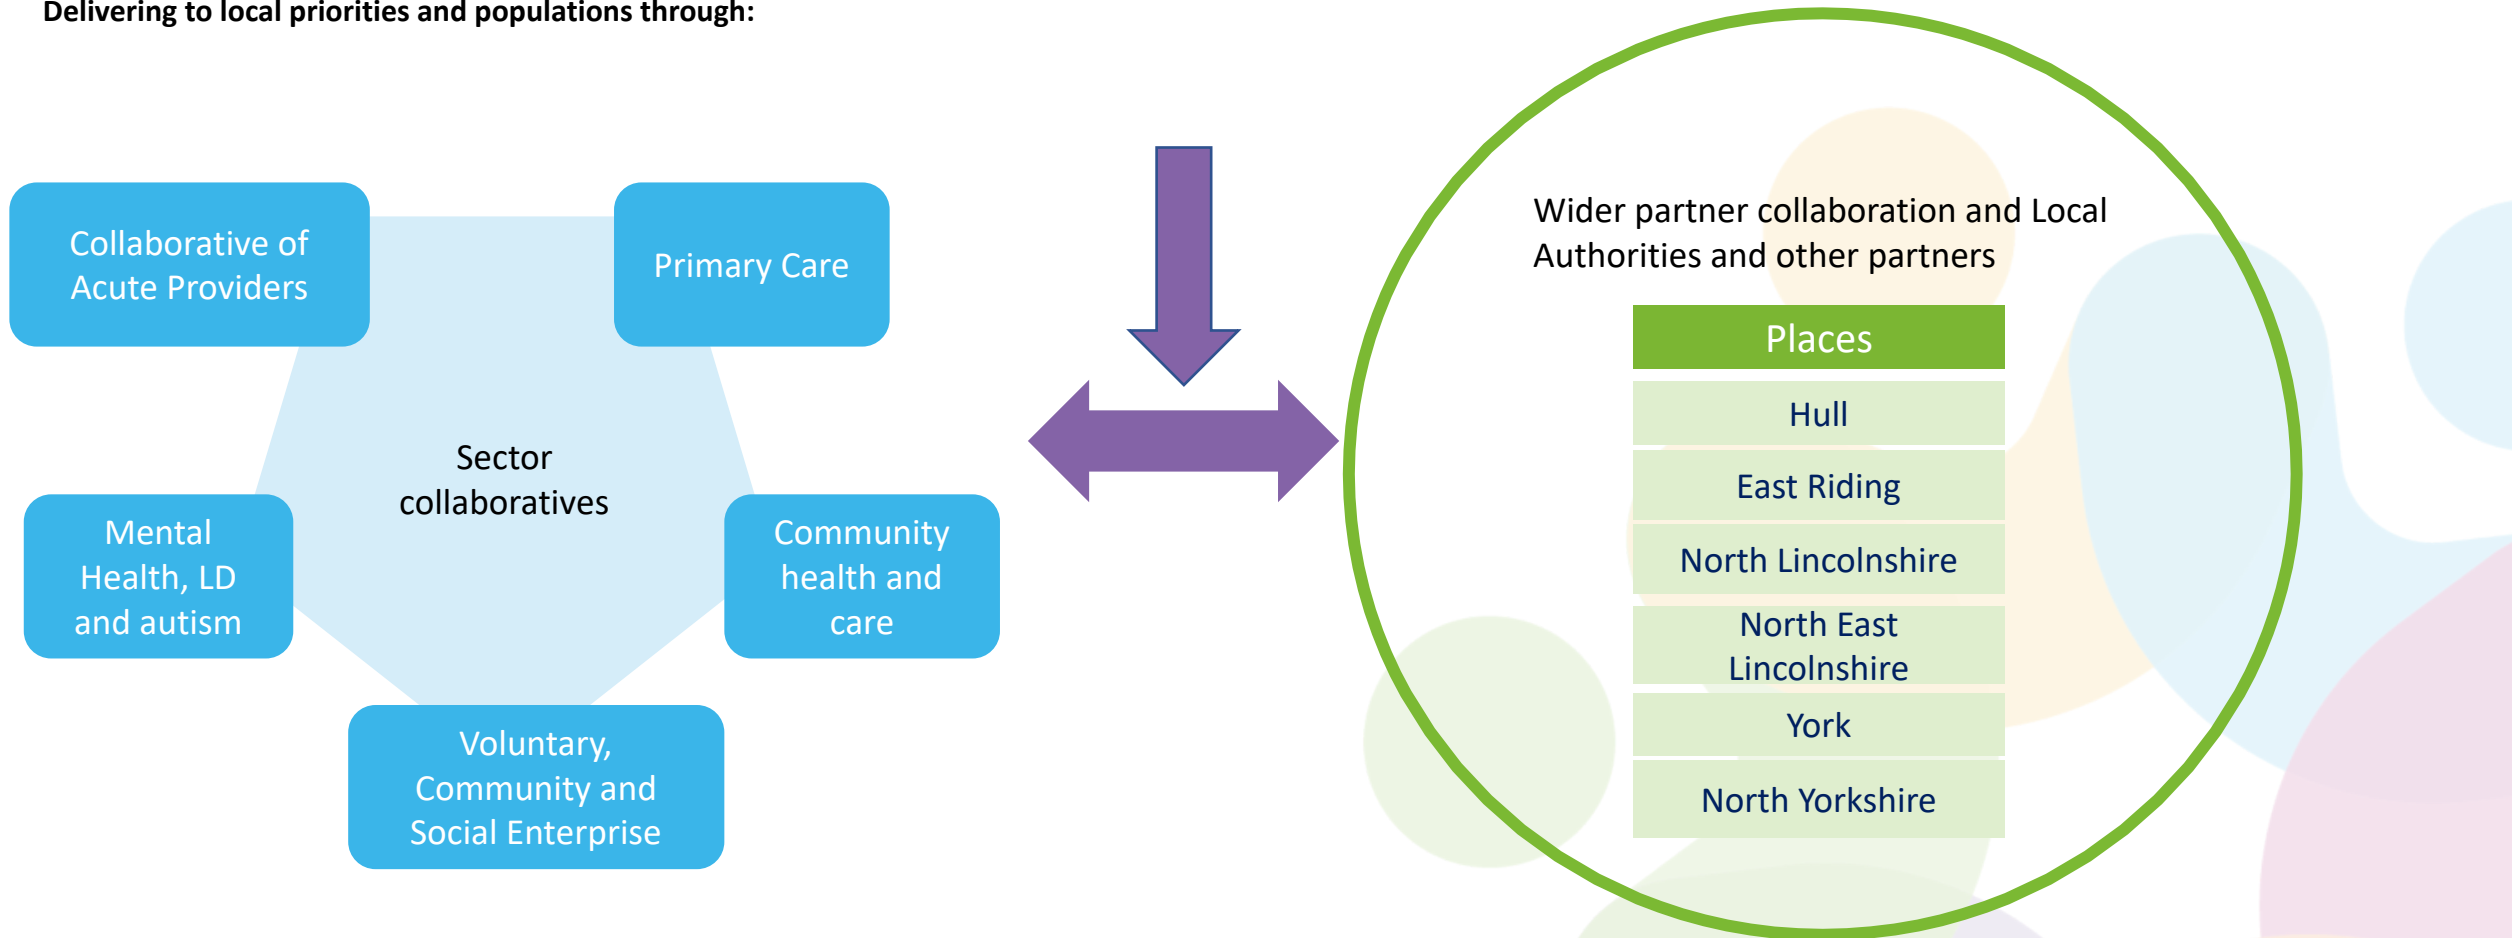 Delivering to local priorities and populations through:
Collaborative of
Acute Providers
Primary Care
Sector
collaboratives
Mental
Health, LD
and autism
Community
health and
care
Voluntary,
Community and
Social Enterprise
Wider partner collaboration and Local
Authorities and other partners
Places
Hull
East Riding
North Lincolnshire
North East
Lincolnshire
York
North Yorkshire